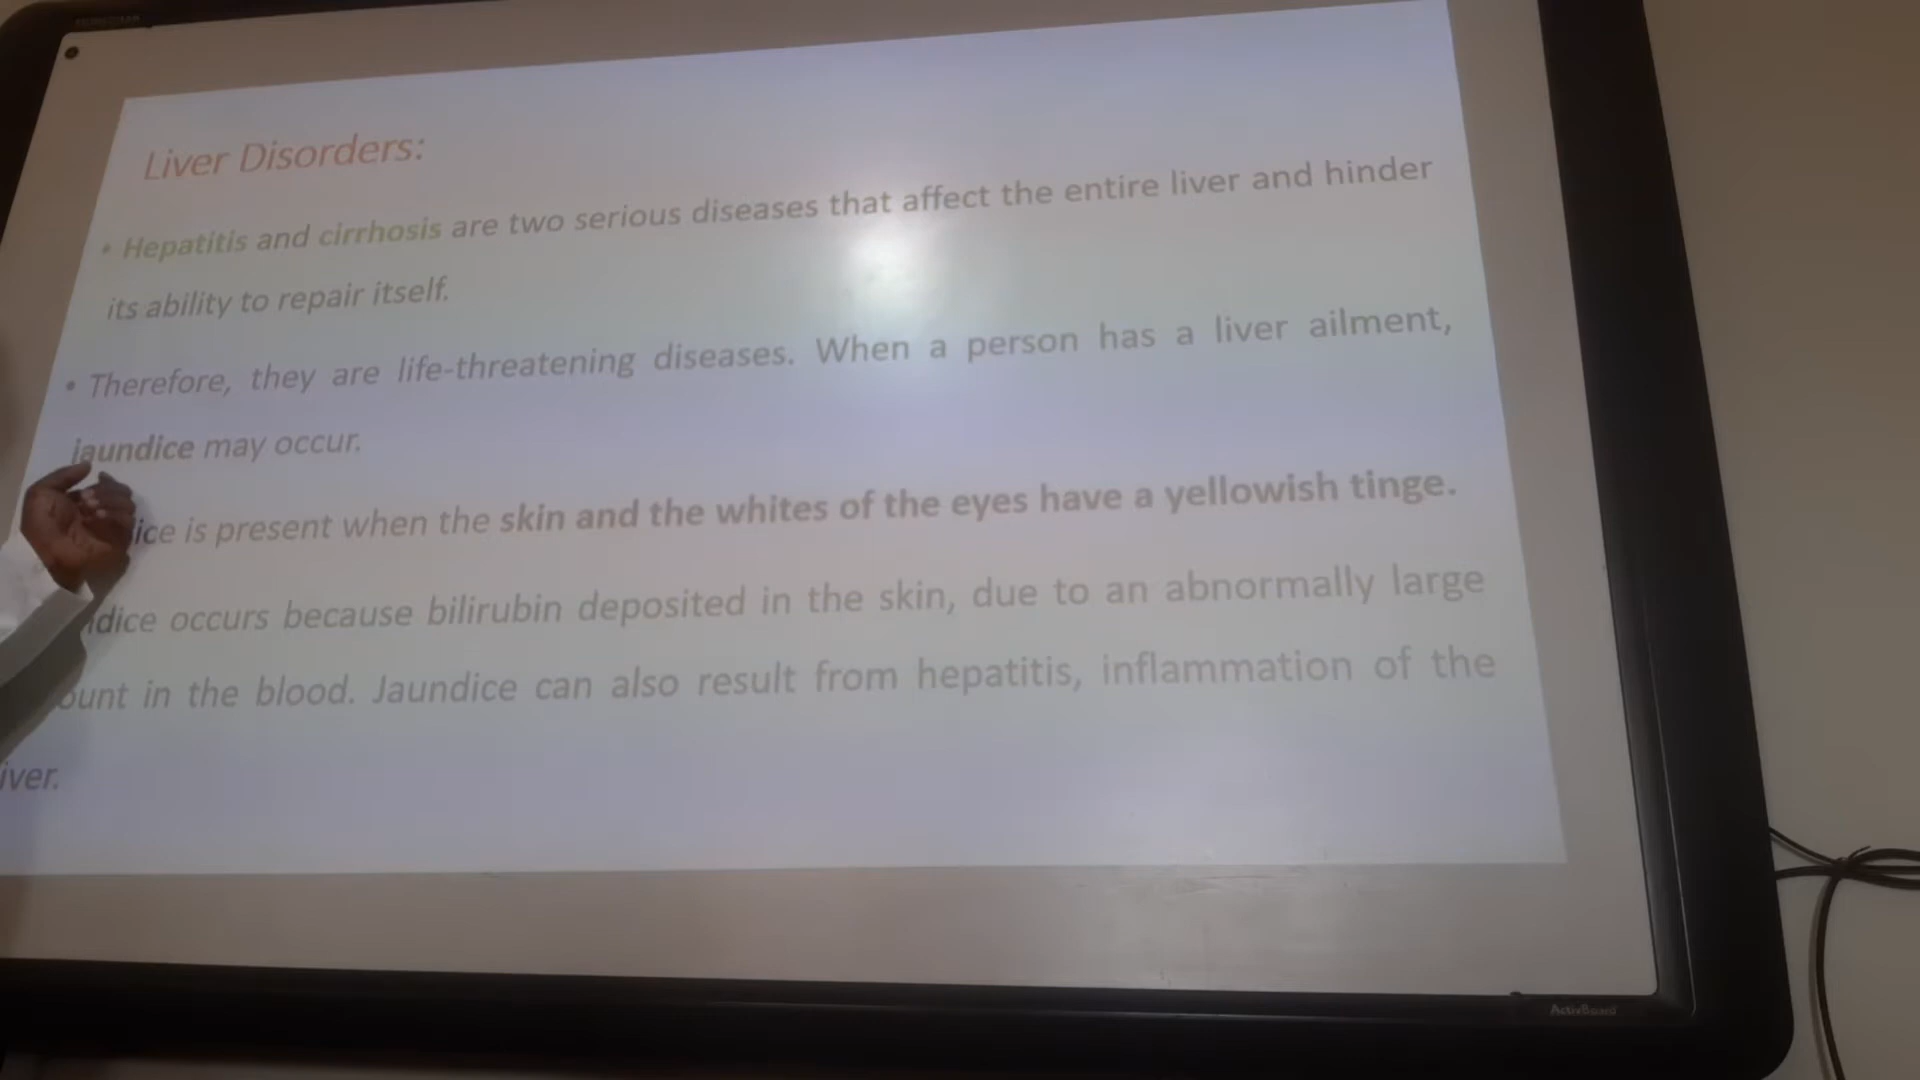 Liver Disorders:
• Hepatitis and cirrhosis are two serious diseases that affect the entire liver and hinder
its ability to repair itself.
• Therefore, they are life-threatening diseases. When a person has a liver ailment,
jaundice may occur.
ice is present when the skin and the whites of the eyes have a yellowish tinge.
dice occurs because bilirubin deposited in the skin, due to an abnormally large
ount in the blood. Jaundice can also result from hepatitis, inflammation of the
iver.
ActivBoard